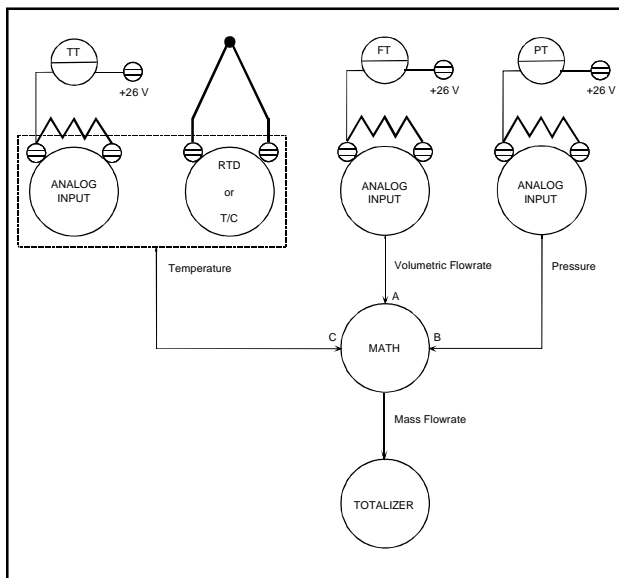 TT
+26 V
FT
+26 V
PT
+26 V
ANALOG
INPUT
RTD
or
T/C
ANALOG
INPUT
ANALOG
INPUT
Temperature
Volumetric Flowrate
Pressure
A
C
B
MATH
Mass Flowrate
TOTALIZER